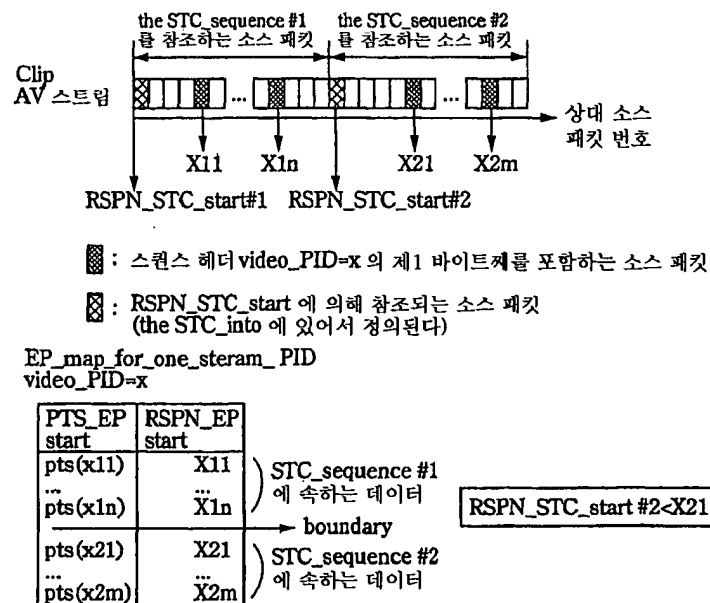 the STC_sequence #1
를 참조하는 소스 패킷
the STC_sequence #2
를 참조하는 소스 패킷
Clip
AV 스트림
...
...
상대 소스
패킷 번호
X11
X1n
X21
X2m
RSPN_STC_start#1
RSPN_STC_start#2
: 스퀀스 헤더 video_PID=x 의 제1 바이트째를 포함하는 소스 패킷
: RSPN_STC_start 에 의해 참조되는 소스 패킷
(the STC_into 에 있어서 정의된다)
EP_map_for_one_steram_ PID
video_PID=x
PTS_EP RSPN_EP
start start
pts(x11) X11
... ...
pts(x1n) X1n
STC_sequence #1
에 속하는 데이터
boundary
pts(x21) X21
... ...
pts(x2m) X2m
STC_sequence #2
에 속하는 데이터
RSPN_STC_start #2<X21